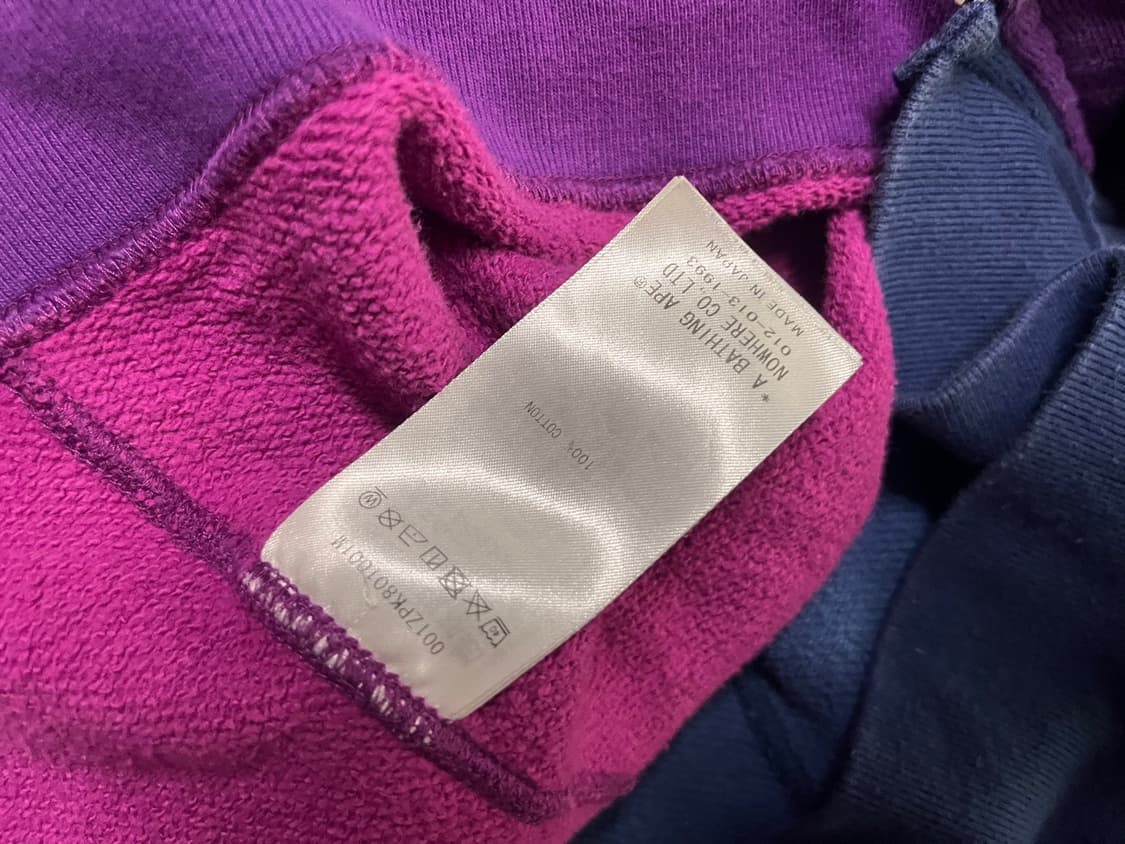 * A BATHING APE®
NOWHERE CO. LTD
012-013-1993
MADE IN JAPAN
100% COTTON
W
001ZPK801001M